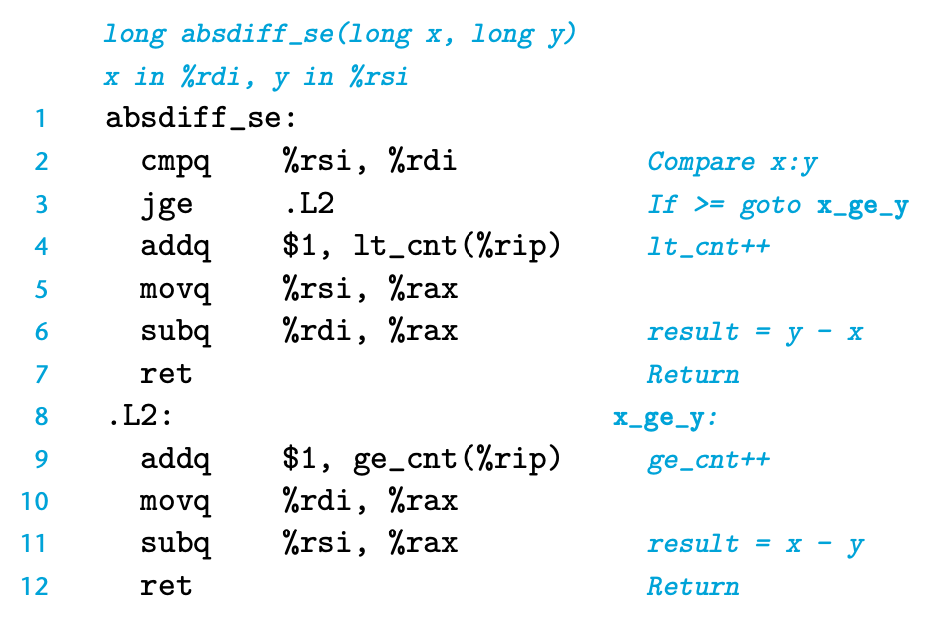 long absdiff_se(long x, long y)
x in %rdi, y in %rsi
1 absdiff_se:
2 cmpq %rsi, %rdi Compare x:y
3 jge .L2 If >= goto x_ge_y
4 addq $1, lt_cnt(%rip) lt_cnt++
5 movq %rsi, %rax
6 subq %rdi, %rax result = y - x
7 ret Return
8 .L2: x_ge_y:
9 addq $1, ge_cnt(%rip) ge_cnt++
10 movq %rdi, %rax
11 subq %rsi, %rax result = x - y
12 ret Return